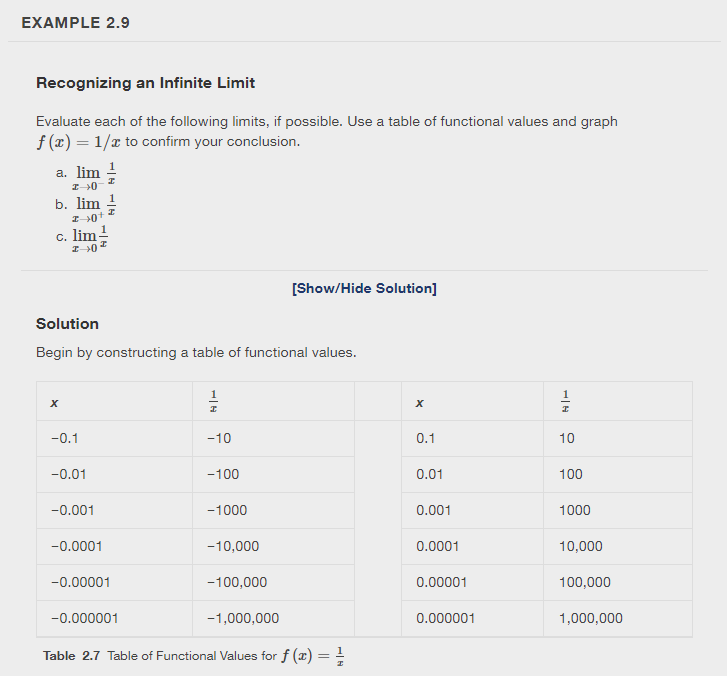 EXAMPLE 2.9
Recognizing an Infinite Limit
Evaluate each of the following limits, if possible. Use a table of functional values and graph
f (x) = 1/x to confirm your conclusion.
a. lim x→0⁻ 1/x
b. lim x→0⁺ 1/x
c. lim x→0 1/x
[Show/Hide Solution]
Solution
Begin by constructing a table of functional values.
x 1/x x 1/x
−0.1 −10 0.1 10
−0.01 −100 0.01 100
−0.001 −1000 0.001 1000
−0.0001 −10,000 0.0001 10,000
−0.00001 −100,000 0.00001 100,000
−0.000001 −1,000,000 0.000001 1,000,000
Table 2.7 Table of Functional Values for f (x) = 1/x